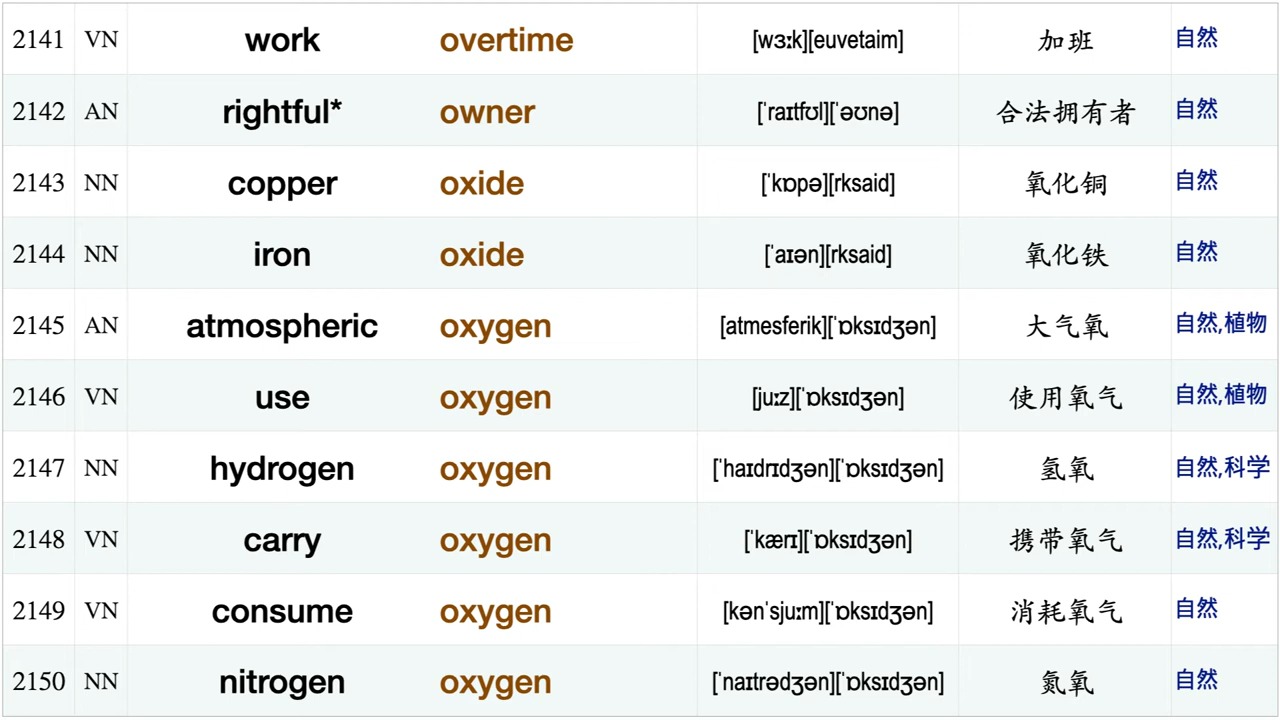 2141 VN work overtime [wɜːk][euvetaim] 加班 自然
2142 AN rightful* owner [ˈraɪtfʊl][ˈəʊnə] 合法拥有者 自然
2143 NN copper oxide [ˈkɒpə][rksaid] 氧化铜 自然
2144 NN iron oxide [ˈaɪən][rksaid] 氧化铁 自然
2145 AN atmospheric oxygen [atmesferik][ˈɒksɪdʒən] 大气氧 自然,植物
2146 VN use oxygen [juːz][ˈɒksɪdʒən] 使用氧气 自然,植物
2147 NN hydrogen oxygen [ˈhaɪdrɪdʒən][ˈɒksɪdʒən] 氢氧 自然,科学
2148 VN carry oxygen [ˈkærɪ][ˈɒksɪdʒən] 携带氧气 自然,科学
2149 VN consume oxygen [kənˈsjuːm][ˈɒksɪdʒən] 消耗氧气 自然
2150 NN nitrogen oxygen [ˈnaɪtrədʒən][ˈɒksɪdʒən] 氮氧 自然